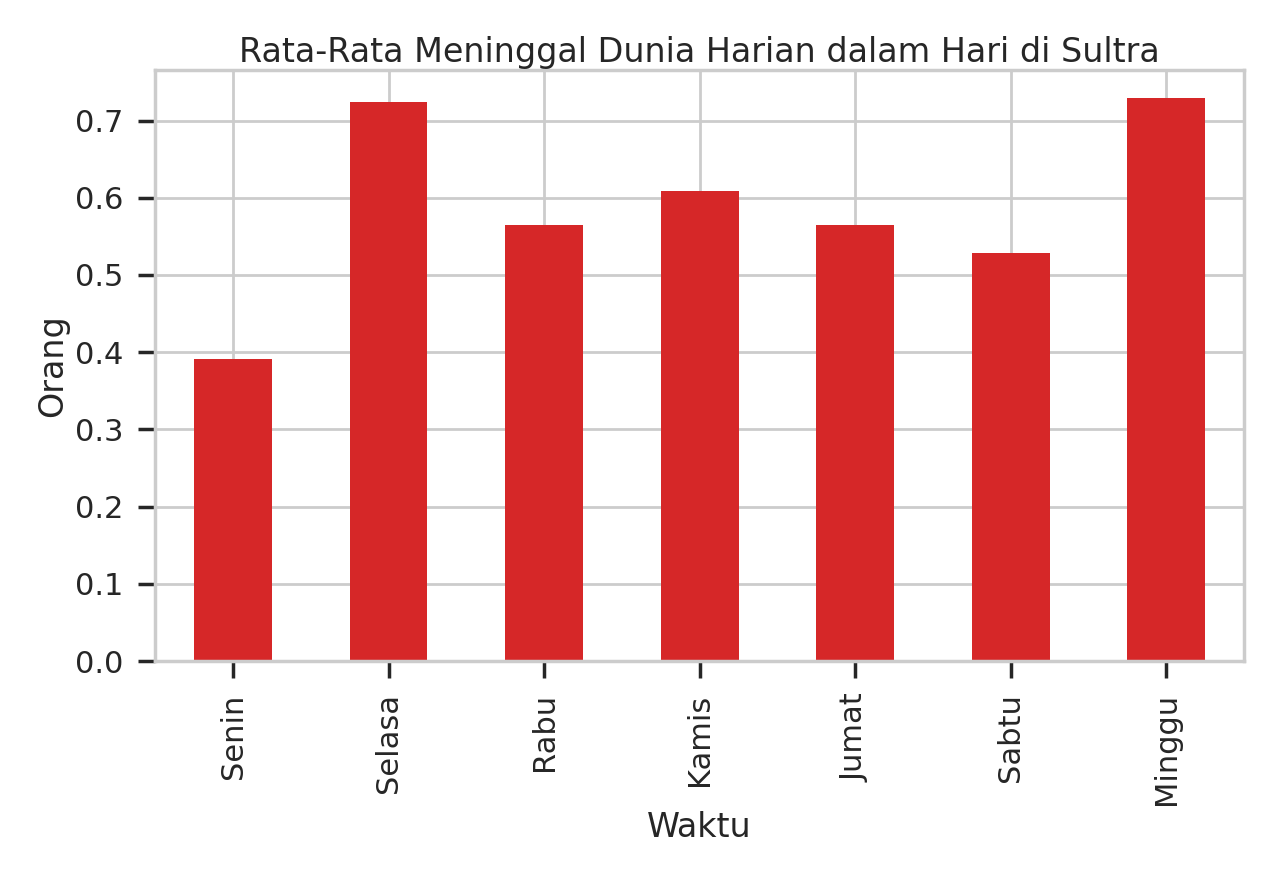 Rata-Rata Meninggal Dunia Harian dalam Hari di Sultra
0.7
0.6
0.5
0.4
0.3
0.2
0.1
0.0
Orang
Senin
Selasa
Rabu
Kamis
Jumat
Sabtu
Minggu
Waktu